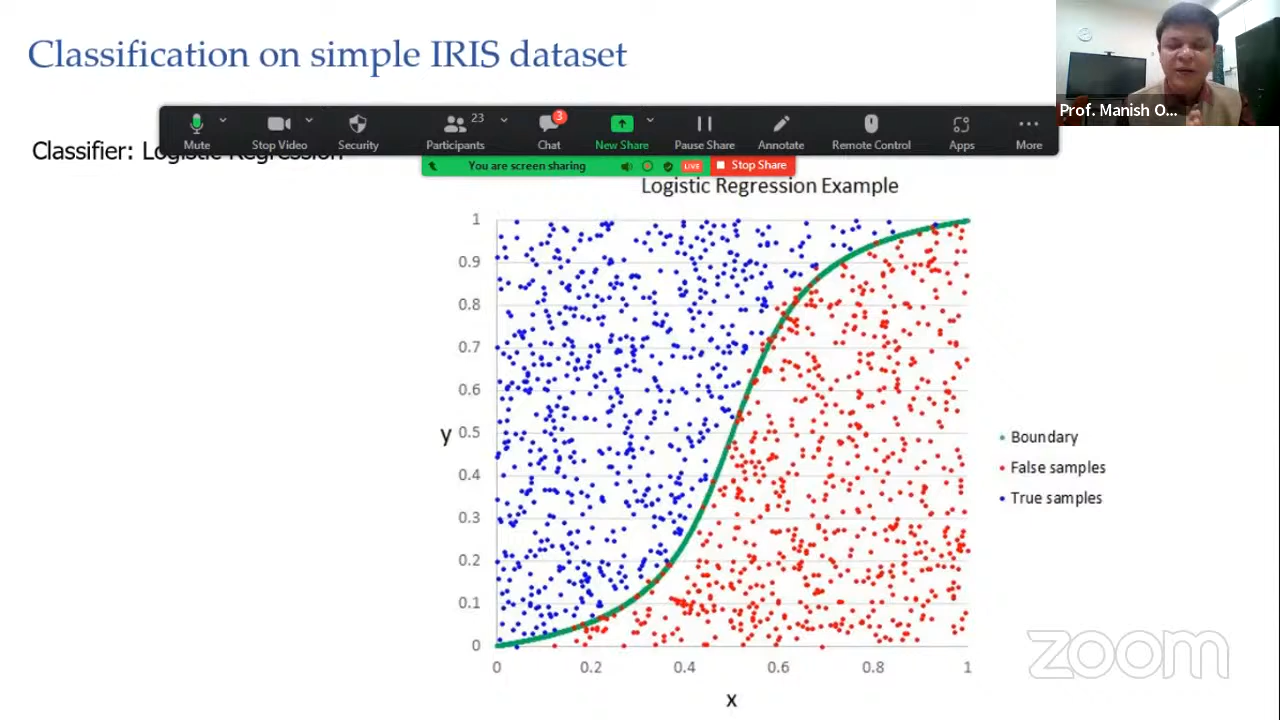 Classification on simple IRIS dataset
Prof. Manish O...
Mute
Stop Video
Security
Participants
23
Chat
3
New Share
Pause Share
Annotate
Remote Control
Apps
More
Classifier: Logistic Regression
You are screen sharing
LIVE
Stop Share
Logistic Regression Example
1
0.9
0.8
0.7
0.6
y
0.5
0.4
0.3
0.2
0.1
0
0 0.2 0.4 0.6 0.8 1
x
Boundary
False samples
True samples
zoom